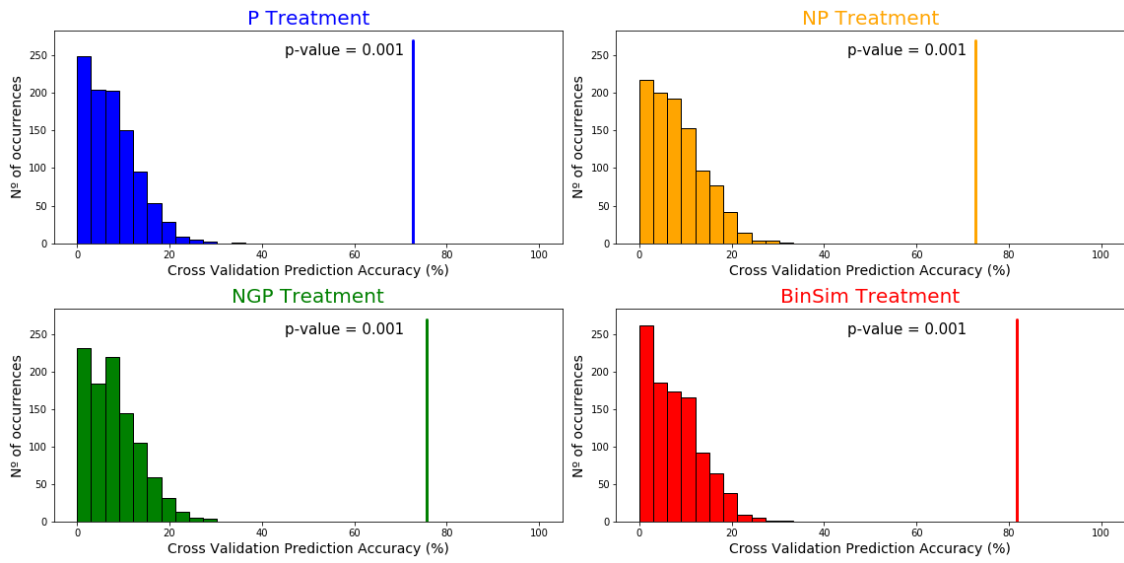 P Treatment
p-value = 0.001
Nº of occurrences
250
200
150
100
50
0
0 20 40 60 80 100
Cross Validation Prediction Accuracy (%)
NP Treatment
p-value = 0.001
Nº of occurrences
250
200
150
100
50
0
0 20 40 60 80 100
Cross Validation Prediction Accuracy (%)
NGP Treatment
p-value = 0.001
Nº of occurrences
250
200
150
100
50
0
0 20 40 60 80 100
Cross Validation Prediction Accuracy (%)
BinSim Treatment
p-value = 0.001
Nº of occurrences
250
200
150
100
50
0
0 20 40 60 80 100
Cross Validation Prediction Accuracy (%)